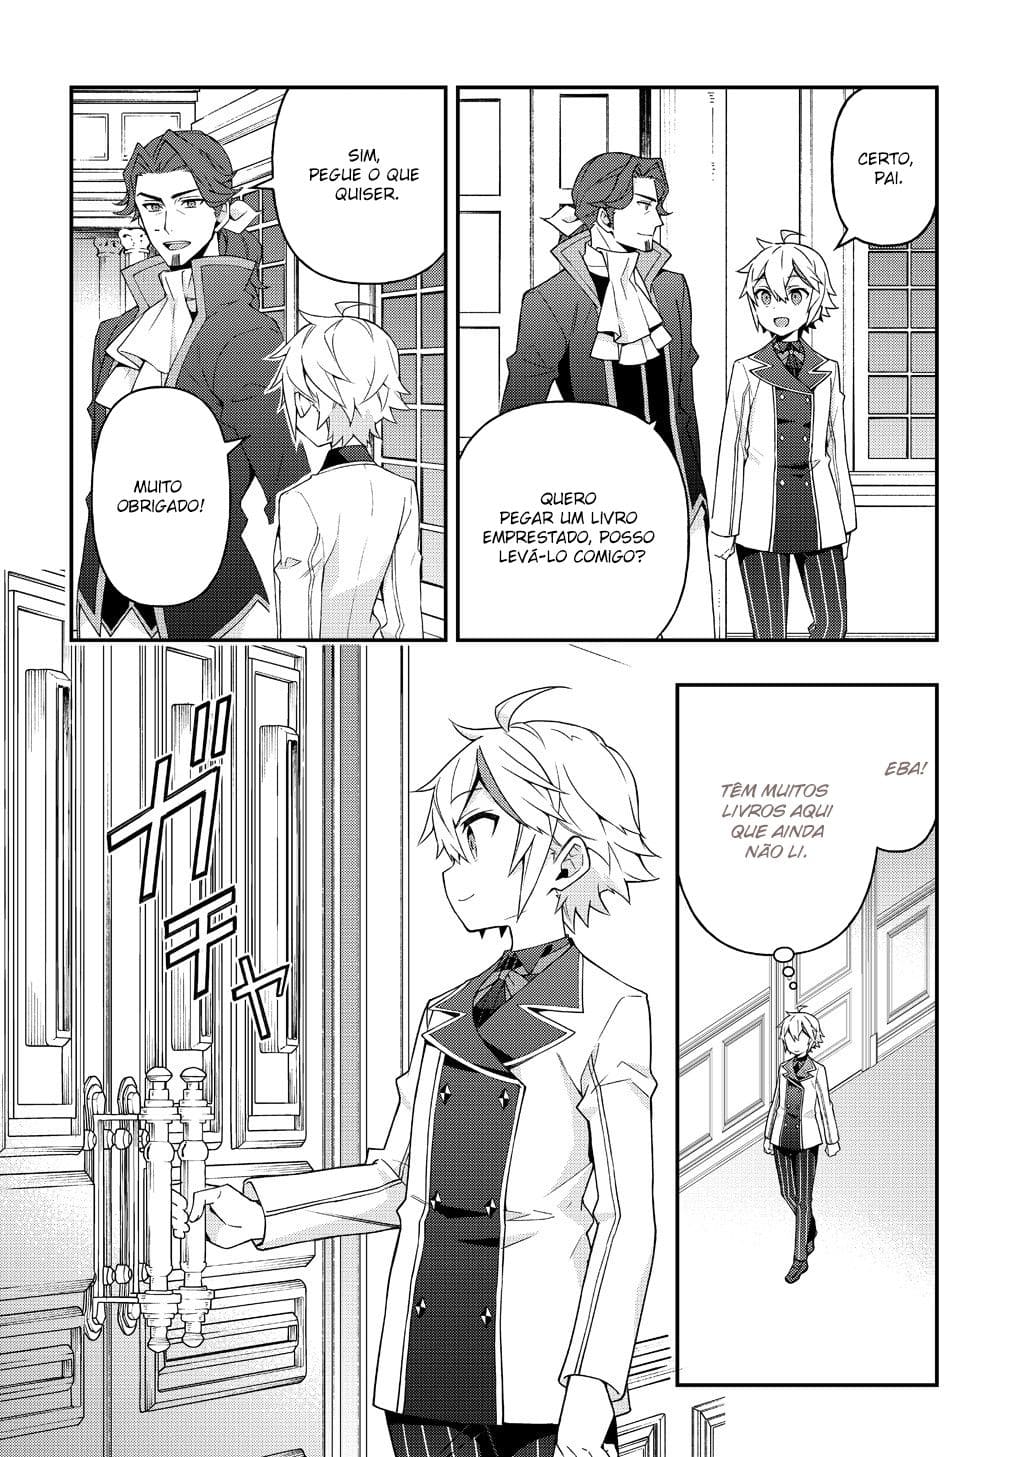 CERTO,
PAI.
QUERO
PEGAR UM LIVRO
EMPRESTADO, POSSO
LEVÁ-LO COMIGO?
SIM,
PEGUE O QUE
QUISER.
MUITO
OBRIGADO!
EBA!
TÊM MUITOS
LIVROS AQUI
QUE AINDA
NÃO LI.
ガチャ